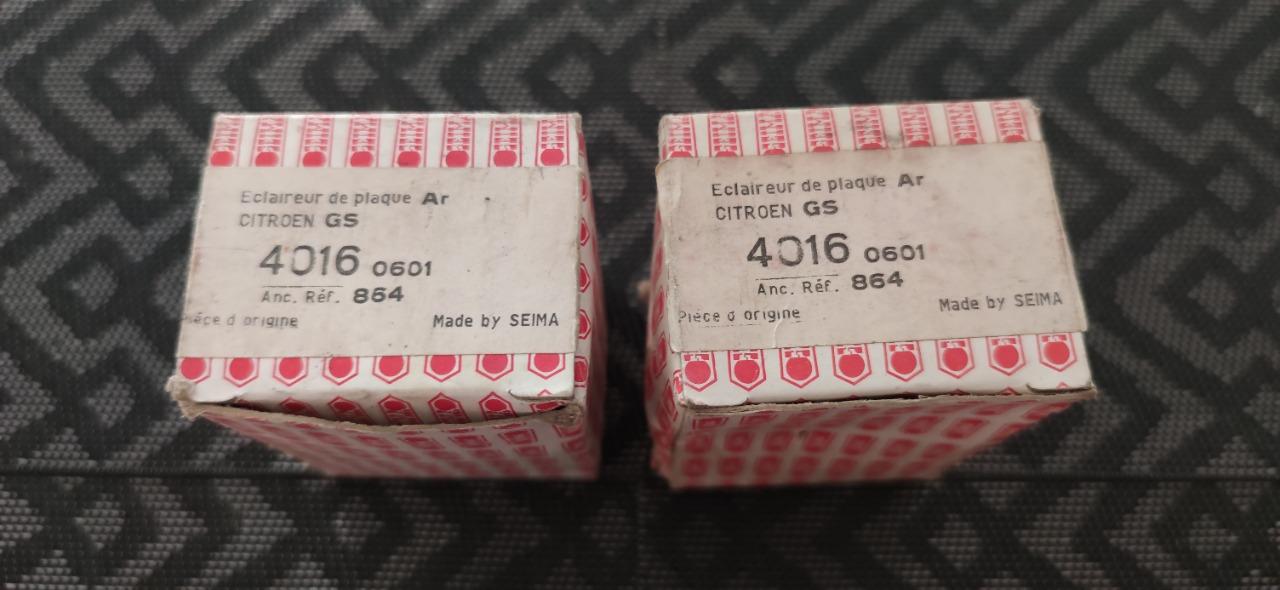 Eclaireur de plaque Ar
CITROEN GS
4016 0601
Anc. Réf. 864
Pièce d origine
Made by SEIMA
Eclaireur de plaque Ar
CITROEN GS
4016 0601
Anc. Réf. 864
Pièce d origine
Made by SEIMA